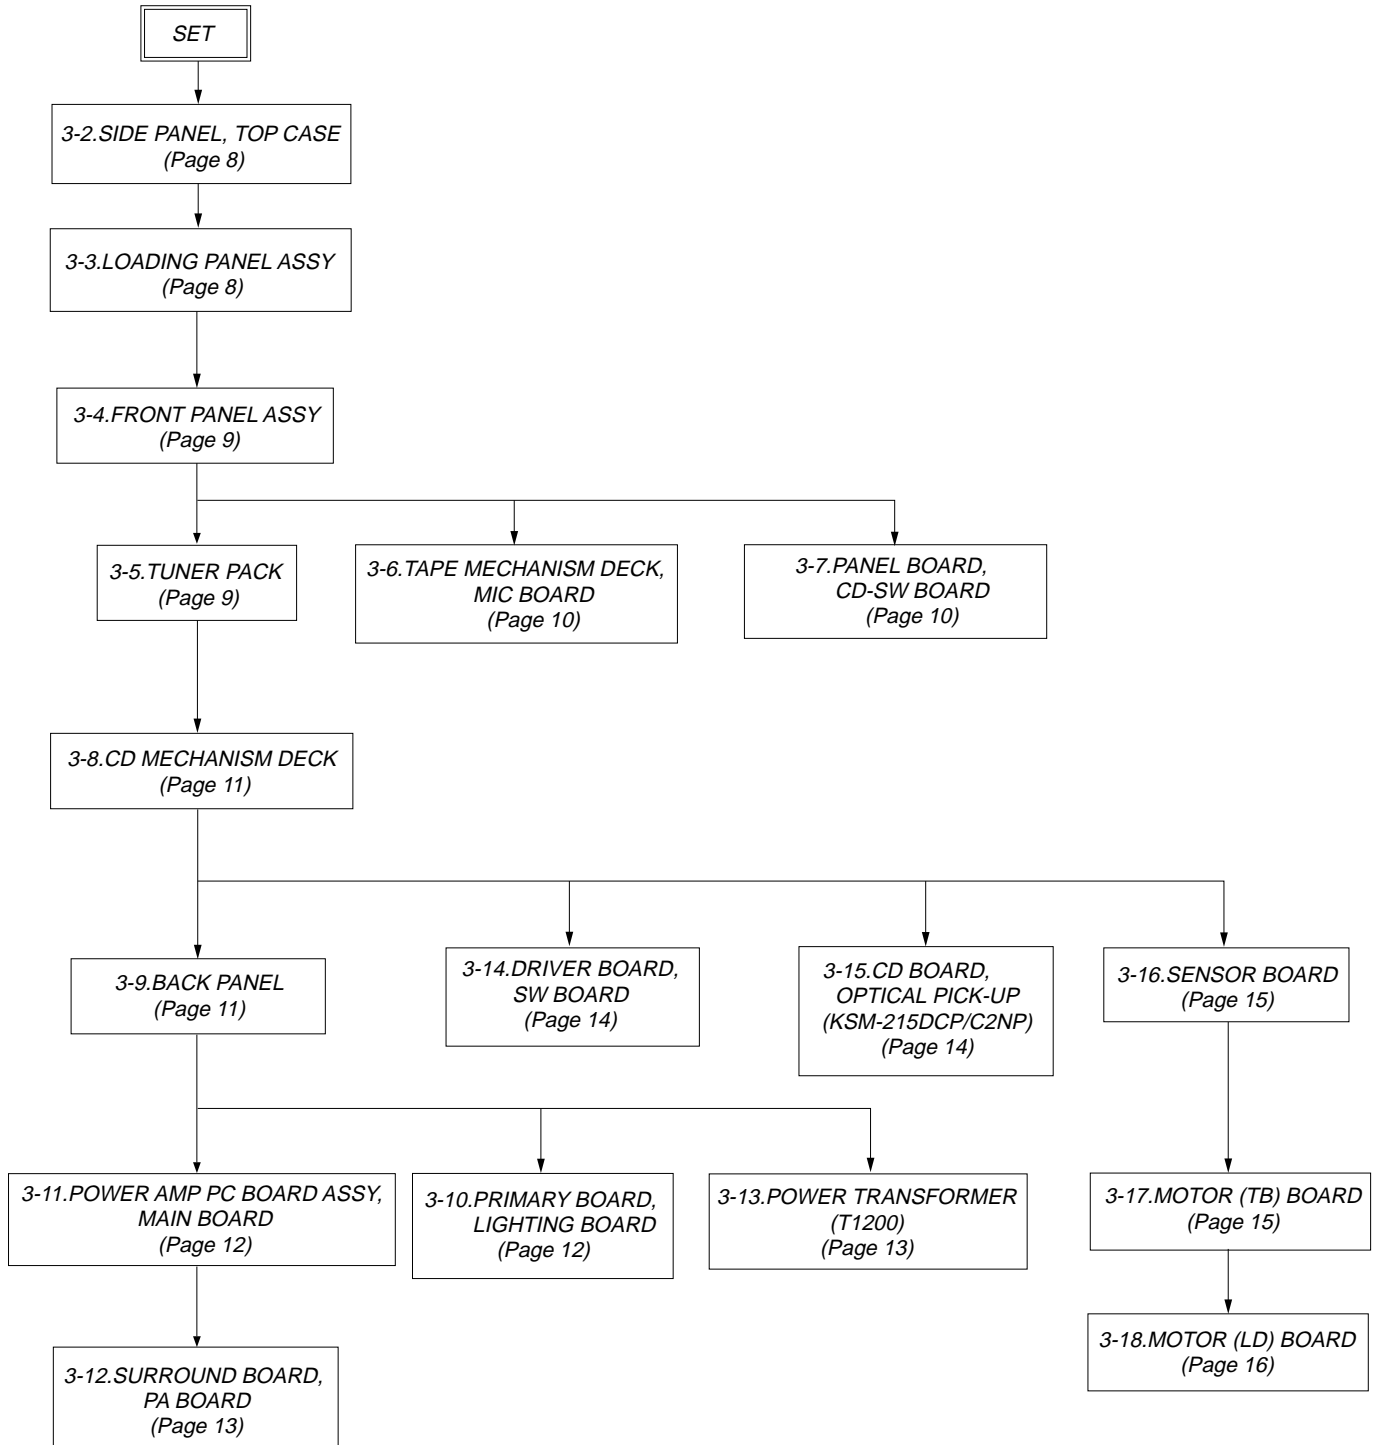 SET
3-2.SIDE PANEL, TOP CASE
(Page 8)
3-3.LOADING PANEL ASSY
(Page 8)
3-4.FRONT PANEL ASSY
(Page 9)
3-5.TUNER PACK
(Page 9)
3-6.TAPE MECHANISM DECK,
MIC BOARD
(Page 10)
3-7.PANEL BOARD,
CD-SW BOARD
(Page 10)
3-8.CD MECHANISM DECK
(Page 11)
3-9.BACK PANEL
(Page 11)
3-14.DRIVER BOARD,
SW BOARD
(Page 14)
3-15.CD BOARD,
OPTICAL PICK-UP
(KSM-215DCP/C2NP)
(Page 14)
3-16.SENSOR BOARD
(Page 15)
3-11.POWER AMP PC BOARD ASSY,
MAIN BOARD
(Page 12)
3-10.PRIMARY BOARD,
LIGHTING BOARD
(Page 12)
3-13.POWER TRANSFORMER
(T1200)
(Page 13)
3-17.MOTOR (TB) BOARD
(Page 15)
3-12.SURROUND BOARD,
PA BOARD
(Page 13)
3-18.MOTOR (LD) BOARD
(Page 16)